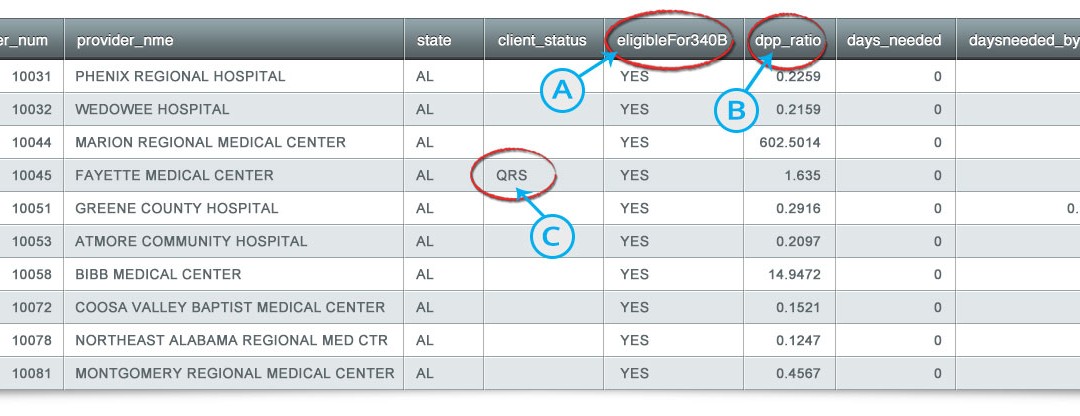 er_num provider_nme state client_status eligibleFor340B dpp_ratio days_needed daysneeded_by
10031 PHENIX REGIONAL HOSPITAL AL YES 0.2259 0
A
B
10032 WEDOWEE HOSPITAL AL YES 0.2159 0
10044 MARION REGIONAL MEDICAL CENTER AL YES 602.5014 0
10045 FAYETTE MEDICAL CENTER AL QRS YES 1.635 0
10051 GREENE COUNTY HOSPITAL AL YES 0.2916 0 0.
C
10053 ATMORE COMMUNITY HOSPITAL AL YES 0.2097 0
10058 BIBB MEDICAL CENTER AL YES 14.9472 0
10072 COOSA VALLEY BAPTIST MEDICAL CENTER AL YES 0.1521 0
10078 NORTHEAST ALABAMA REGIONAL MED CTR AL YES 0.1247 0
10081 MONTGOMERY REGIONAL MEDICAL CENTER AL YES 0.4567 0